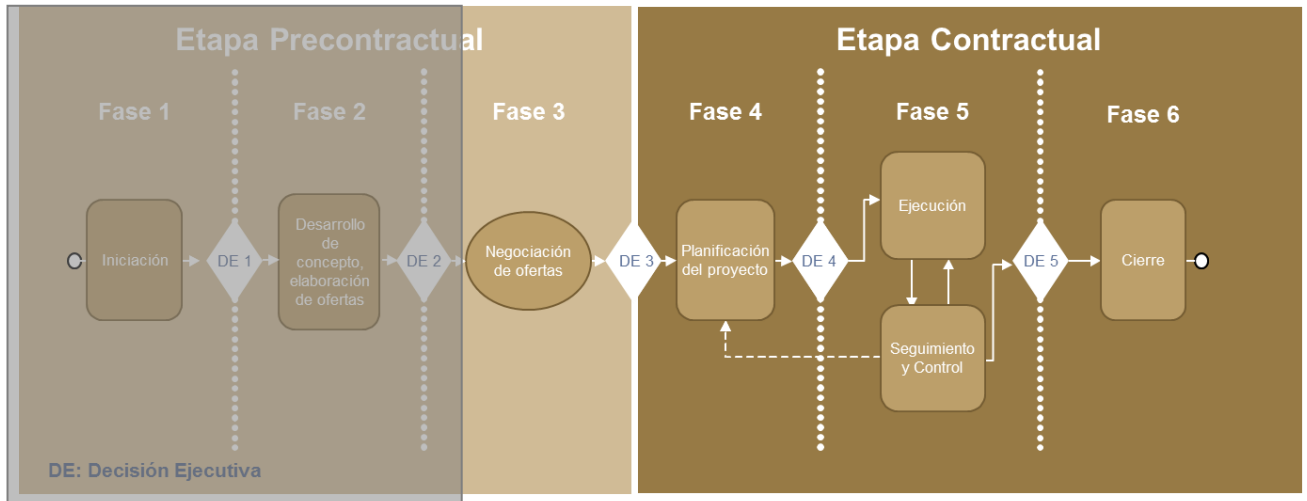 Etapa Precontractual
Etapa Contractual
Fase 1
Fase 2
Fase 3
Fase 4
Fase 5
Fase 6
Iniciación
DE 1
Desarrollo
de
concepto,
elaboración
de ofertas
DE 2
Negociación
de ofertas
DE 3
Planificación
del proyecto
DE 4
Ejecución
Seguimiento
y Control
DE 5
Cierre
DE: Decisión Ejecutiva